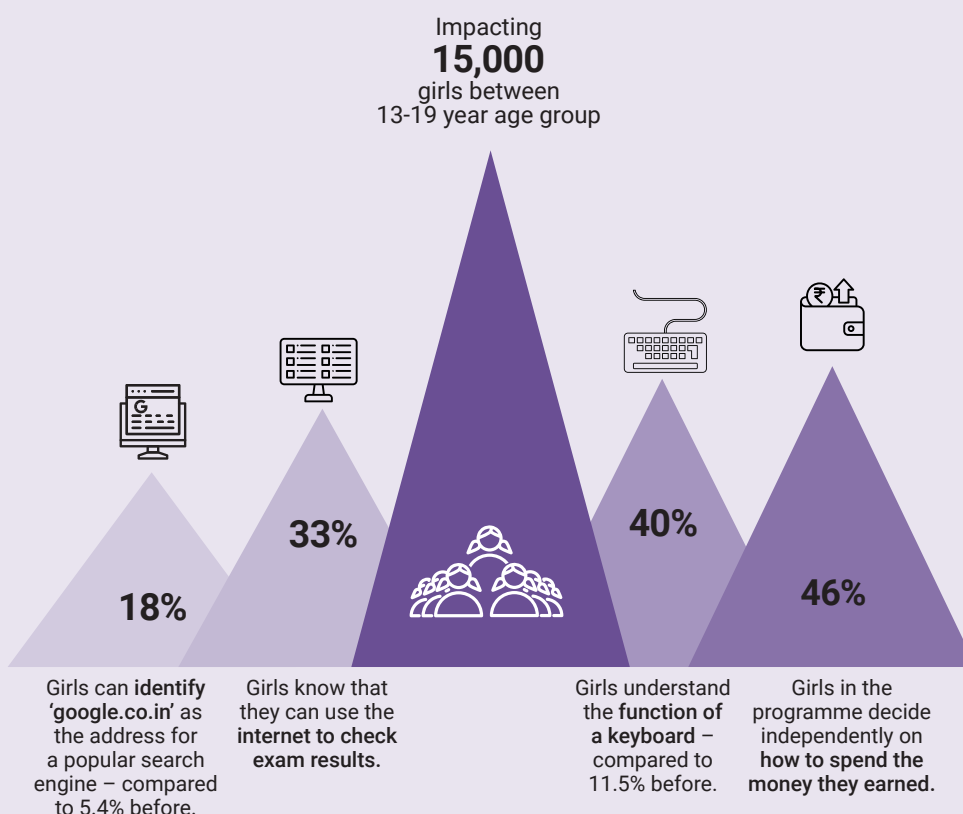 Impacting
15,000
girls between
13-19 year age group
G
₹
18%
33%
40%
46%
Girls can identify
‘google.co.in’ as
the address for
a popular search
engine – compared
to 5.4% before.
Girls know that
they can use the
internet to check
exam results.
Girls understand
the function of
a keyboard –
compared to
11.5% before.
Girls in the
programme decide
independently on
how to spend the
money they earned.